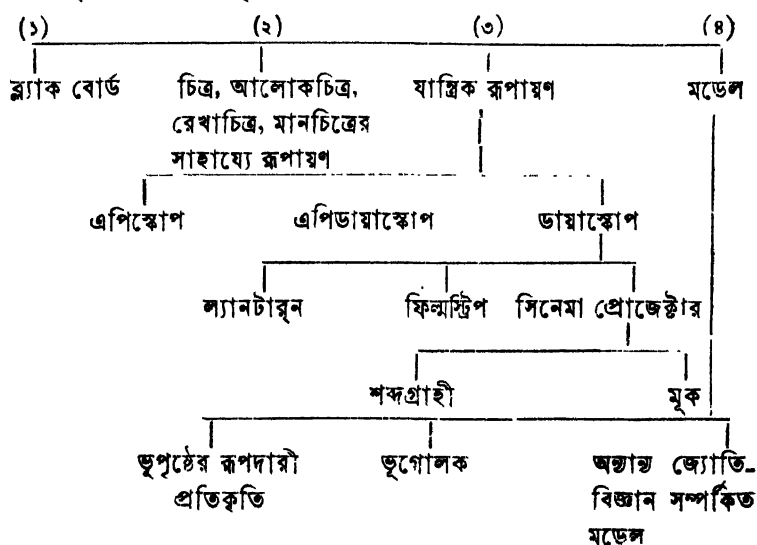 (১) (২) (৩) (৪)
ব্ল্যাক বোর্ড চিত্র, আলোকচিত্র, যান্ত্রিক রূপায়ণ মডেল
রেখাচিত্র, মানচিত্রের
সাহায্যে রূপায়ণ
এপিস্কোপ এপিডায়াস্কোপ ডায়াস্কোপ
ল্যানটার্‌ন ফিল্মস্ট্রিপ সিনেমা প্রোজেক্টার
শব্দগ্রাহী মূক
ভূপৃষ্ঠের রূপদারী ভূগোলক অন্যান্য জ্যোতি-
প্রতিকৃতি বিজ্ঞান সম্পর্কিত
মডেল